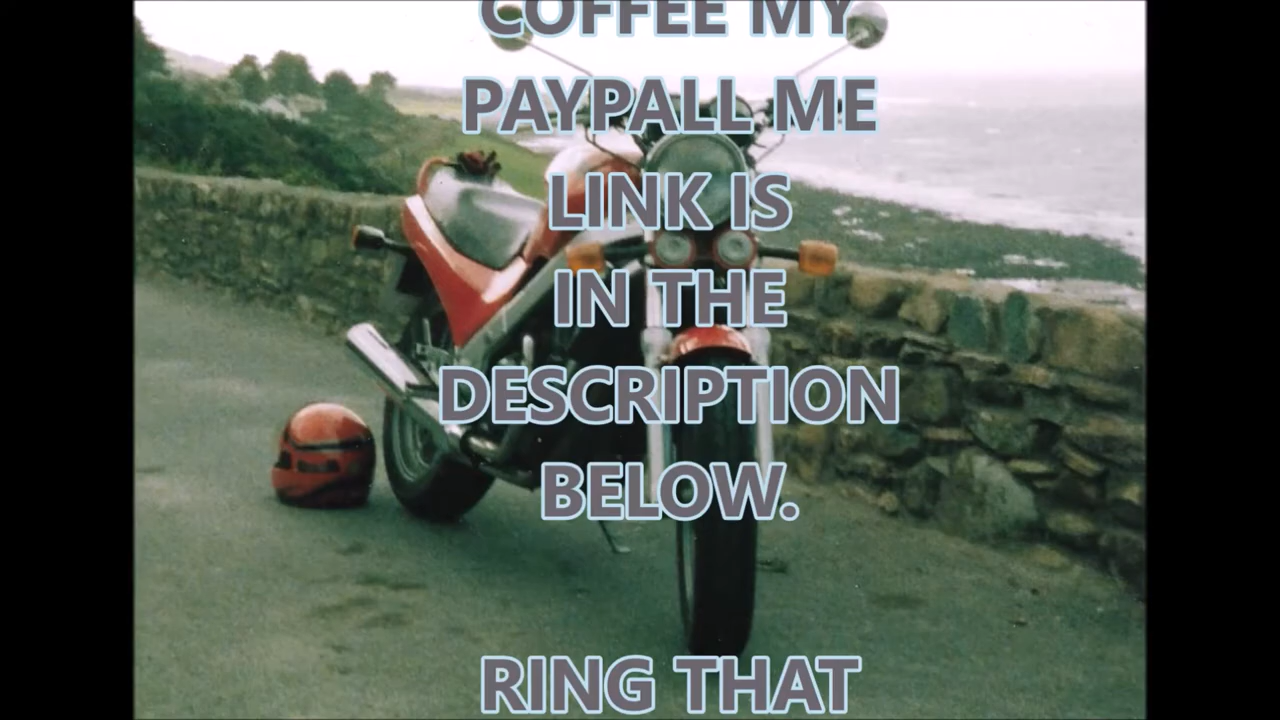 COFFEE MY
PAYPALL ME
LINK IS
IN THE
DESCRIPTION
BELOW.
RING THAT